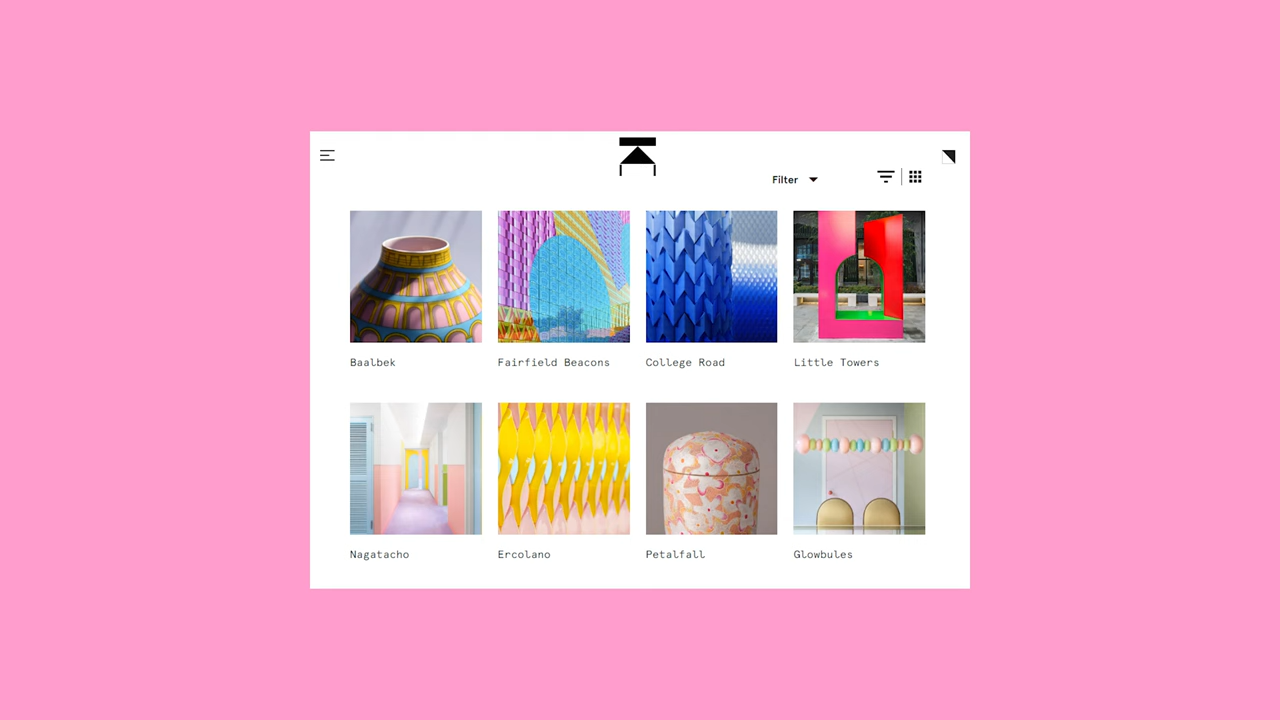 Filter
Baalbek
Fairfield Beacons
College Road
Little Towers
Nagatacho
Ercolano
Petalfall
Glowbules